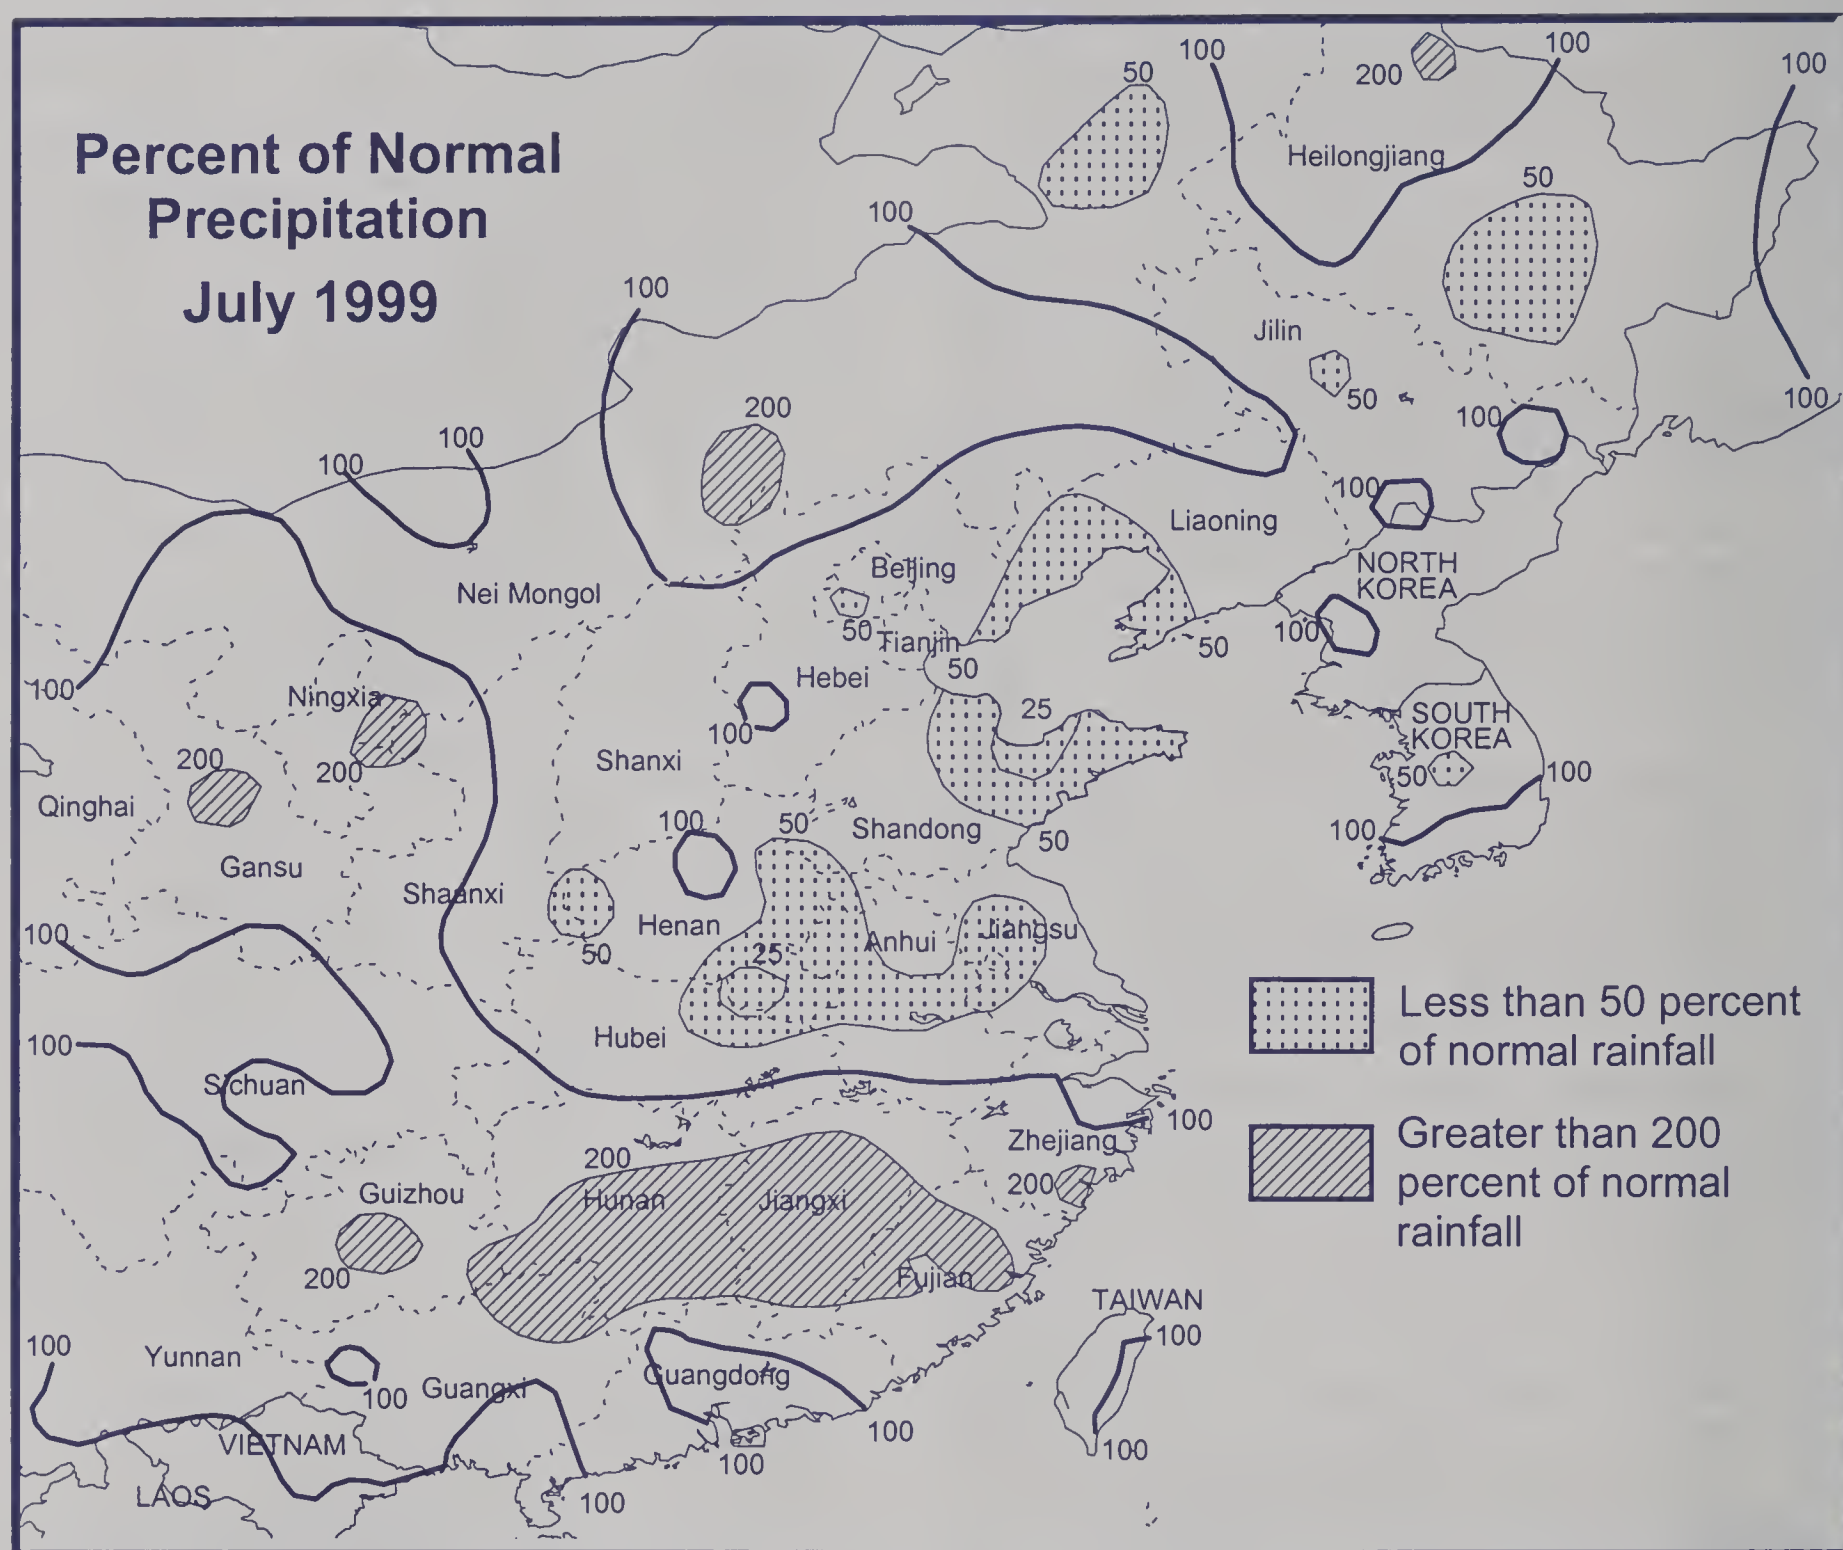 Percent of Normal
Precipitation
July 1999
100
200
100
100
50
Heilongjiang
50
100
100
Jilin
50
100
100
200
100
100
100
100
Liaoning
NORTH
KOREA
Beijing
50
Tianjin
50
50
100
Nei Mongol
Hebei
100
100
Ningxia
200
200
25
SOUTH
KOREA
50
100
100
Shanxi
Qinghai
100
50
Shandong
50
Gansu
Shaanxi
Henan
50
25
Anhui
Jiangsu
100
Less than 50 percent
of normal rainfall
Hubei
100
Sichuan
100
Zhejiang
200
200
Greater than 200
percent of normal
rainfall
Guizhou
Hunan
Jiangxi
200
Fujian
TAIWAN
100
100
Yunnan
100
Guangxi
Guangdong
100
100
100
VIETNAM
LAOS
100